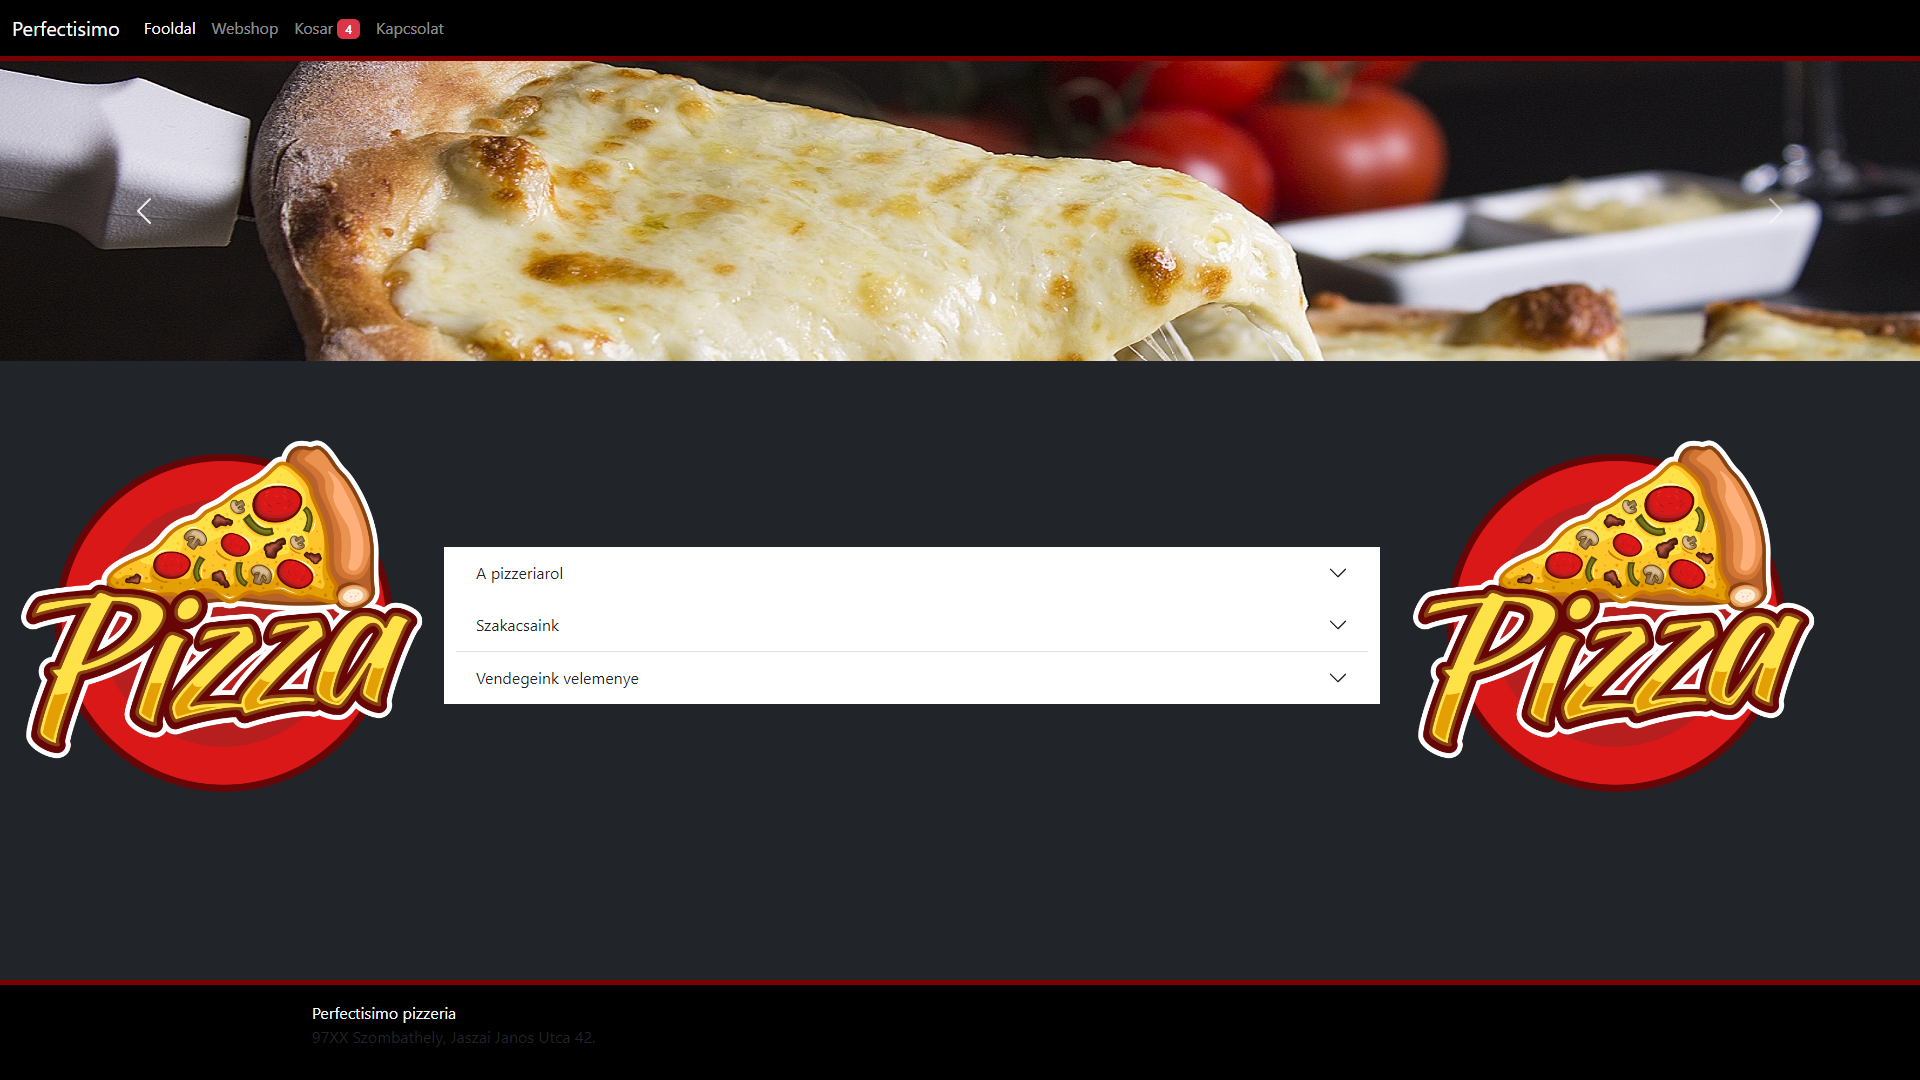 Perfectisimo Fooldal Webshop Kosar 4 Kapcsolat
Pizza
A pizzeriarol
Szakacsaink
Vendegeink velemenye
Pizza
Perfectisimo pizzeria
97XX Szombathely, Jaszai Janos Utca 42.